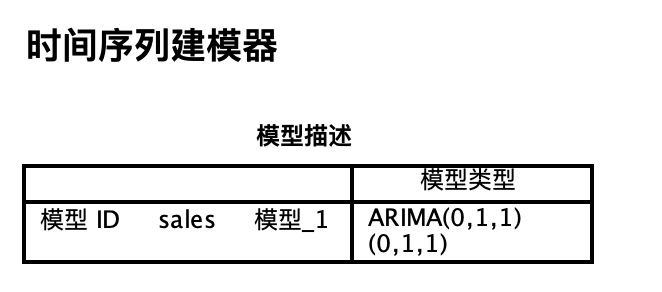 时间序列建模器
模型描述
模型类型
模型 ID sales 模型_1 ARIMA(0,1,1)
(0,1,1)